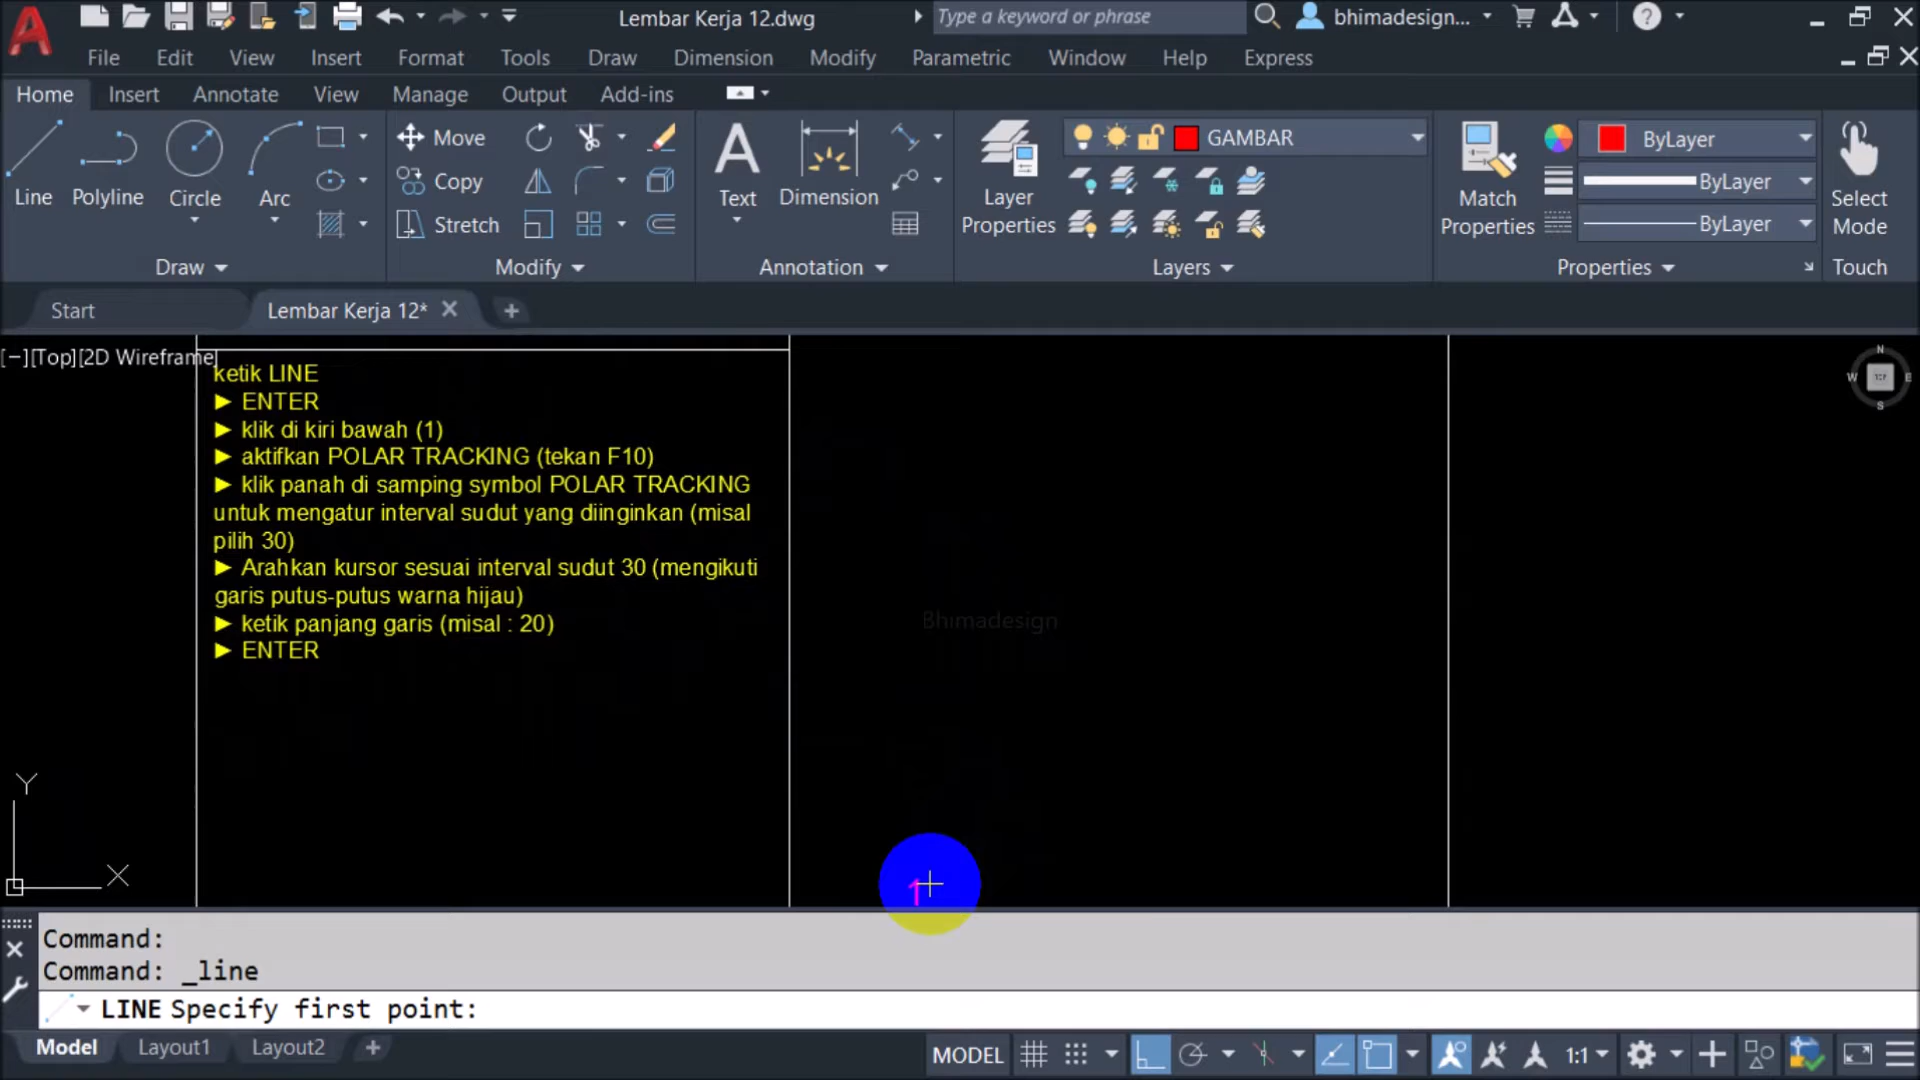 Lembar Kerja 12.dwg
Type a keyword or phrase
bhimadesign...
File Edit View Insert Format Tools Draw Dimension Modify Parametric Window Help Express
Home Insert Annotate View Manage Output Add-ins
Line
Polyline
Circle
Arc
Move
Copy
Stretch
Text
Dimension
Layer
Properties
GAMBAR
Match
Properties
ByLayer
ByLayer
ByLayer
Select
Mode
Draw
Modify
Annotation
Layers
Properties
Touch
Start
Lembar Kerja 12*
[−][Top][2D Wireframe]
N
W
E
S
TOP
ketik LINE
► ENTER
► klik di kiri bawah (1)
► aktifkan POLAR TRACKING (tekan F10)
► klik panah di samping symbol POLAR TRACKING
untuk mengatur interval sudut yang diinginkan (misal
pilih 30)
► Arahkan kursor sesuai interval sudut 30 (mengikuti
garis putus-putus warna hijau)
► ketik panjang garis (misal : 20)
► ENTER
Bhimadesign
Y
X
1
Command:
Command: _line
LINE Specify first point:
Model Layout1 Layout2 +
MODEL
1:1